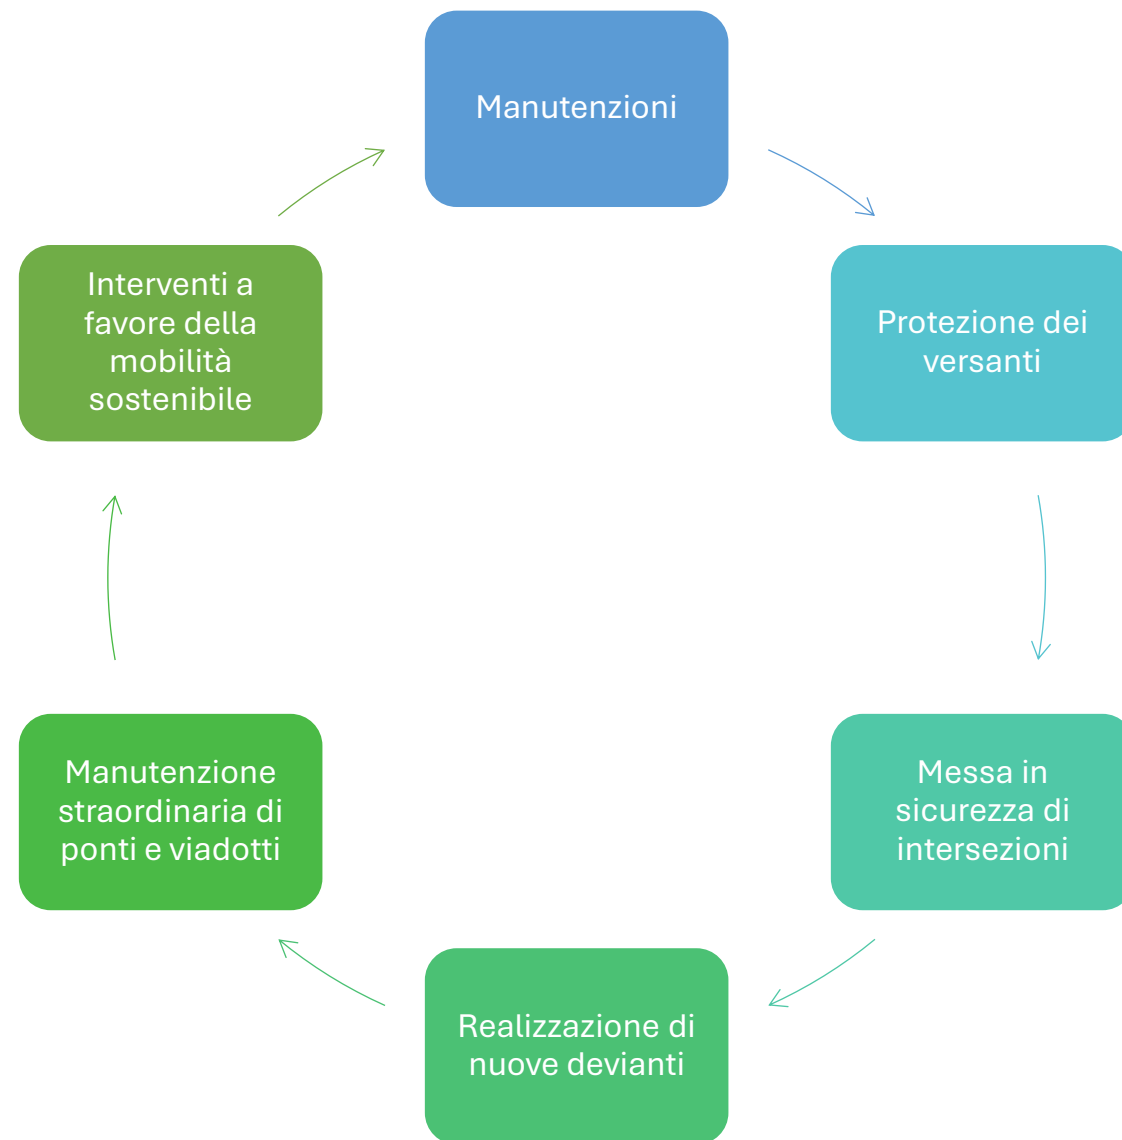 Manutenzioni
Protezione dei
versanti
Messa in
sicurezza di
intersezioni
Realizzazione di
nuove devianti
Manutenzione
straordinaria di
ponti e viadotti
Interventi a
favore della
mobilità
sostenibile